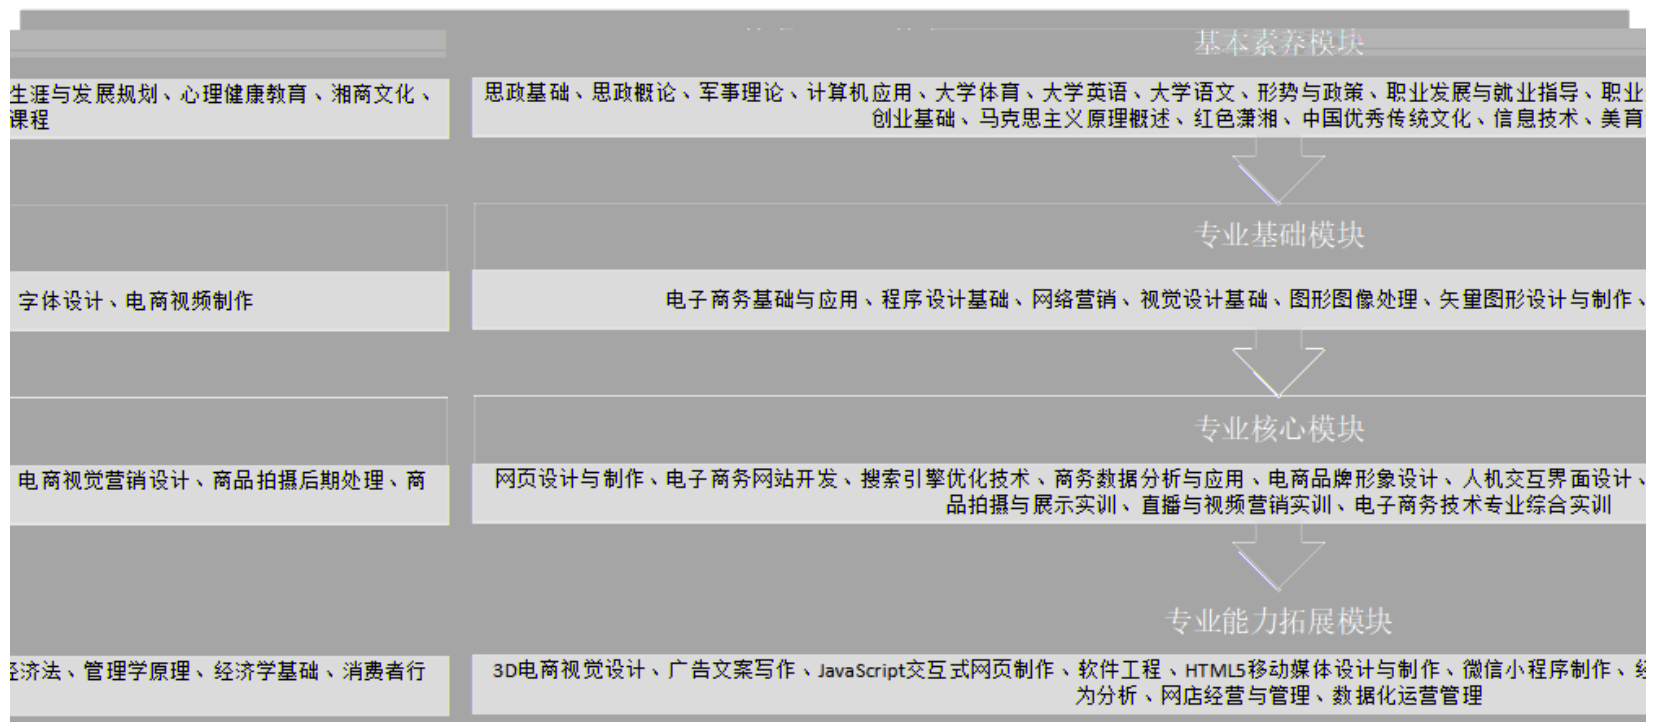 基本素养模块
生涯与发展规划、心理健康教育、湘商文化、
课程
思政基础、思政概论、军事理论、计算机应用、大学体育、大学英语、大学语文、形势与政策、职业发展与就业指导、职业
创业基础、马克思主义原理概述、红色潇湘、中国优秀传统文化、信息技术、美育
专业基础模块
字体设计、电商视频制作
电子商务基础与应用、程序设计基础、网络营销、视觉设计基础、图形图像处理、矢量图形设计与制作、
专业核心模块
电商视觉营销设计、商品拍摄后期处理、商
网页设计与制作、电子商务网站开发、搜索引擎优化技术、商务数据分析与应用、电商品牌形象设计、人机交互界面设计、
品拍摄与展示实训、直播与视频营销实训、电子商务技术专业综合实训
专业能力拓展模块
济法、管理学原理、经济学基础、消费者行
3D电商视觉设计、广告文案写作、JavaScript交互式网页制作、软件工程、HTML5移动媒体设计与制作、微信小程序制作、
为分析、网店经营与管理、数据化运营管理